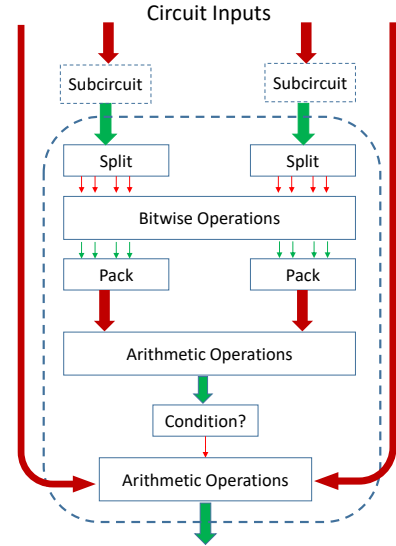 Circuit Inputs
Subcircuit
Subcircuit
Split
Split
Bitwise Operations
Pack
Pack
Arithmetic Operations
Condition?
Arithmetic Operations